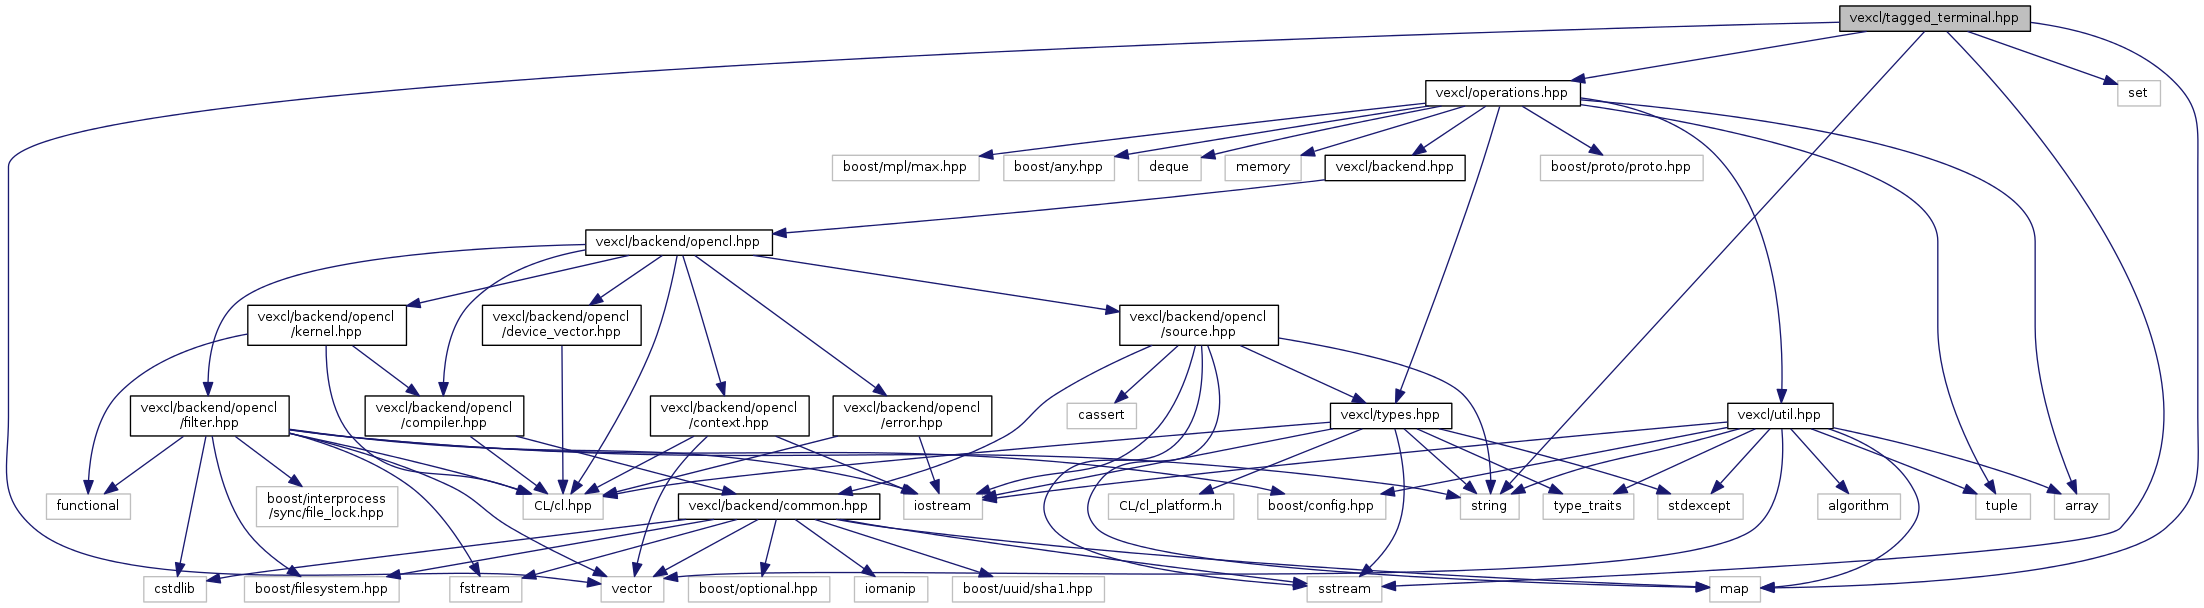 vexcl/tagged_terminal.hpp
vexcl/operations.hpp
set
boost/mpl/max.hpp
boost/any.hpp
deque
memory
vexcl/backend.hpp
boost/proto/proto.hpp
vexcl/backend/opencl.hpp
vexcl/backend/opencl
/kernel.hpp
vexcl/backend/opencl
/device_vector.hpp
vexcl/backend/opencl
/source.hpp
vexcl/backend/opencl
/filter.hpp
vexcl/backend/opencl
/compiler.hpp
vexcl/backend/opencl
/context.hpp
vexcl/backend/opencl
/error.hpp
cassert
vexcl/types.hpp
vexcl/util.hpp
functional
boost/interprocess
/sync/file_lock.hpp
CL/cl.hpp
vexcl/backend/common.hpp
iostream
CL/cl_platform.h
boost/config.hpp
string
type_traits
stdexcept
algorithm
tuple
array
cstdlib
boost/filesystem.hpp
fstream
vector
boost/optional.hpp
iomanip
boost/uuid/sha1.hpp
sstream
map